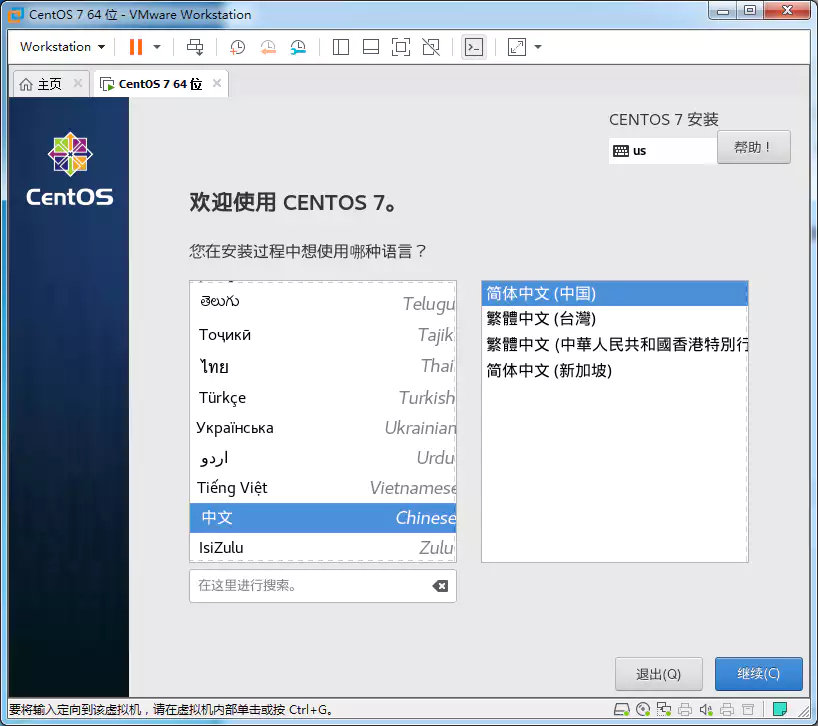 CentOS 7 64 位 - VMware Workstation
Workstation
主页
CentOS 7 64 位
CentOS
CENTOS 7 安装
us
帮助！
欢迎使用 CENTOS 7。
您在安装过程中想使用哪种语言？
తెలుగు Telugu
Тоҷикӣ Tajik
ไทย Thai
Türkçe Turkish
Українська Ukrainian
اردو Urdu
Tiếng Việt Vietnamese
中文 Chinese
IsiZulu Zulu
简体中文 (中国)
繁體中文 (台灣)
繁體中文 (中華人民共和國香港特別行
简体中文 (新加坡)
在这里进行搜索。
退出(Q)
继续(C)
要将输入定向到该虚拟机，请在虚拟机内部单击或按 Ctrl+G。